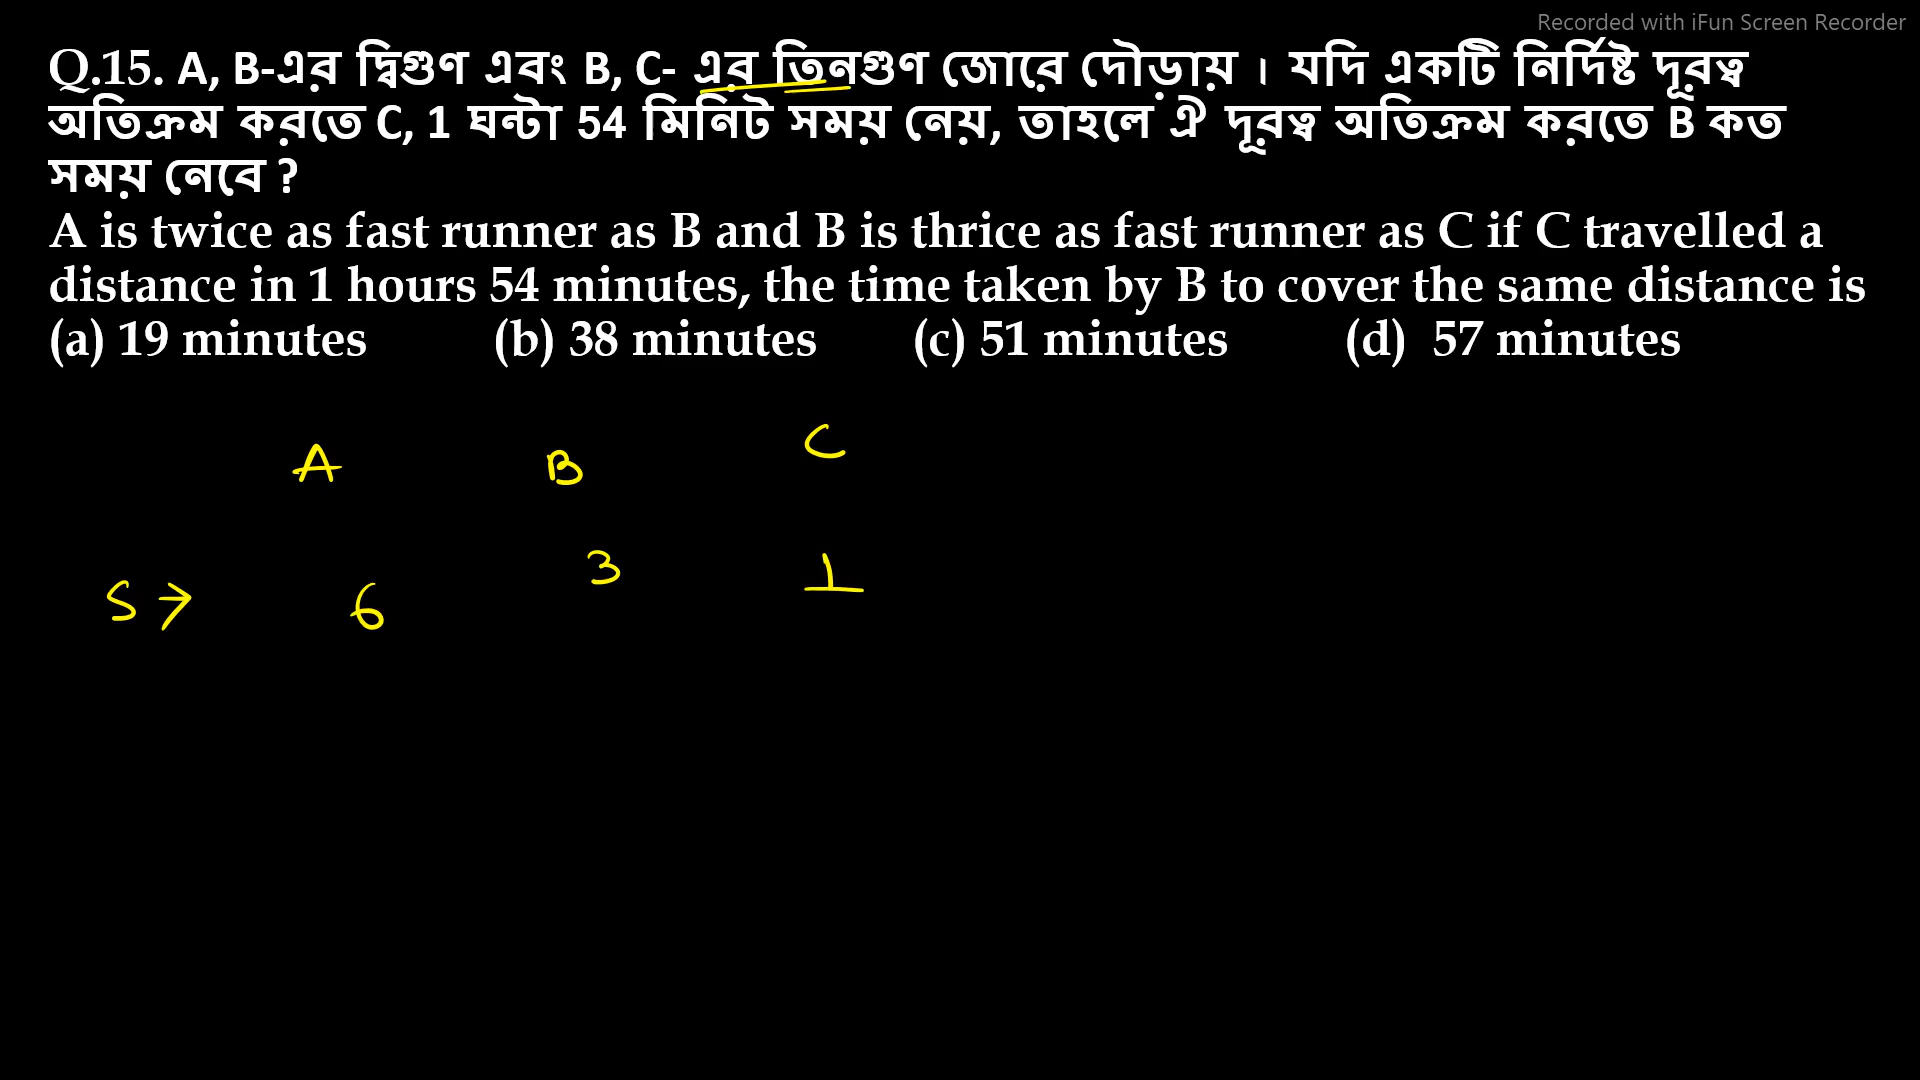 Recorded with iFun Screen Recorder
Q.15. A, B-এর দ্বিগুণ এবং B, C- এর তিনগুণ জোরে দৌড়ায় । যদি একটি নির্দিষ্ট দূরত্ব
অতিক্রম করতে C, 1 ঘন্টা 54 মিনিট সময় নেয়, তাহলে ঐ দূরত্ব অতিক্রম করতে B কত
সময় নেবে ?
A is twice as fast runner as B and B is thrice as fast runner as C if C travelled a
distance in 1 hours 54 minutes, the time taken by B to cover the same distance is
(a) 19 minutes (b) 38 minutes (c) 51 minutes (d) 57 minutes
A B C
S → 6 3 1